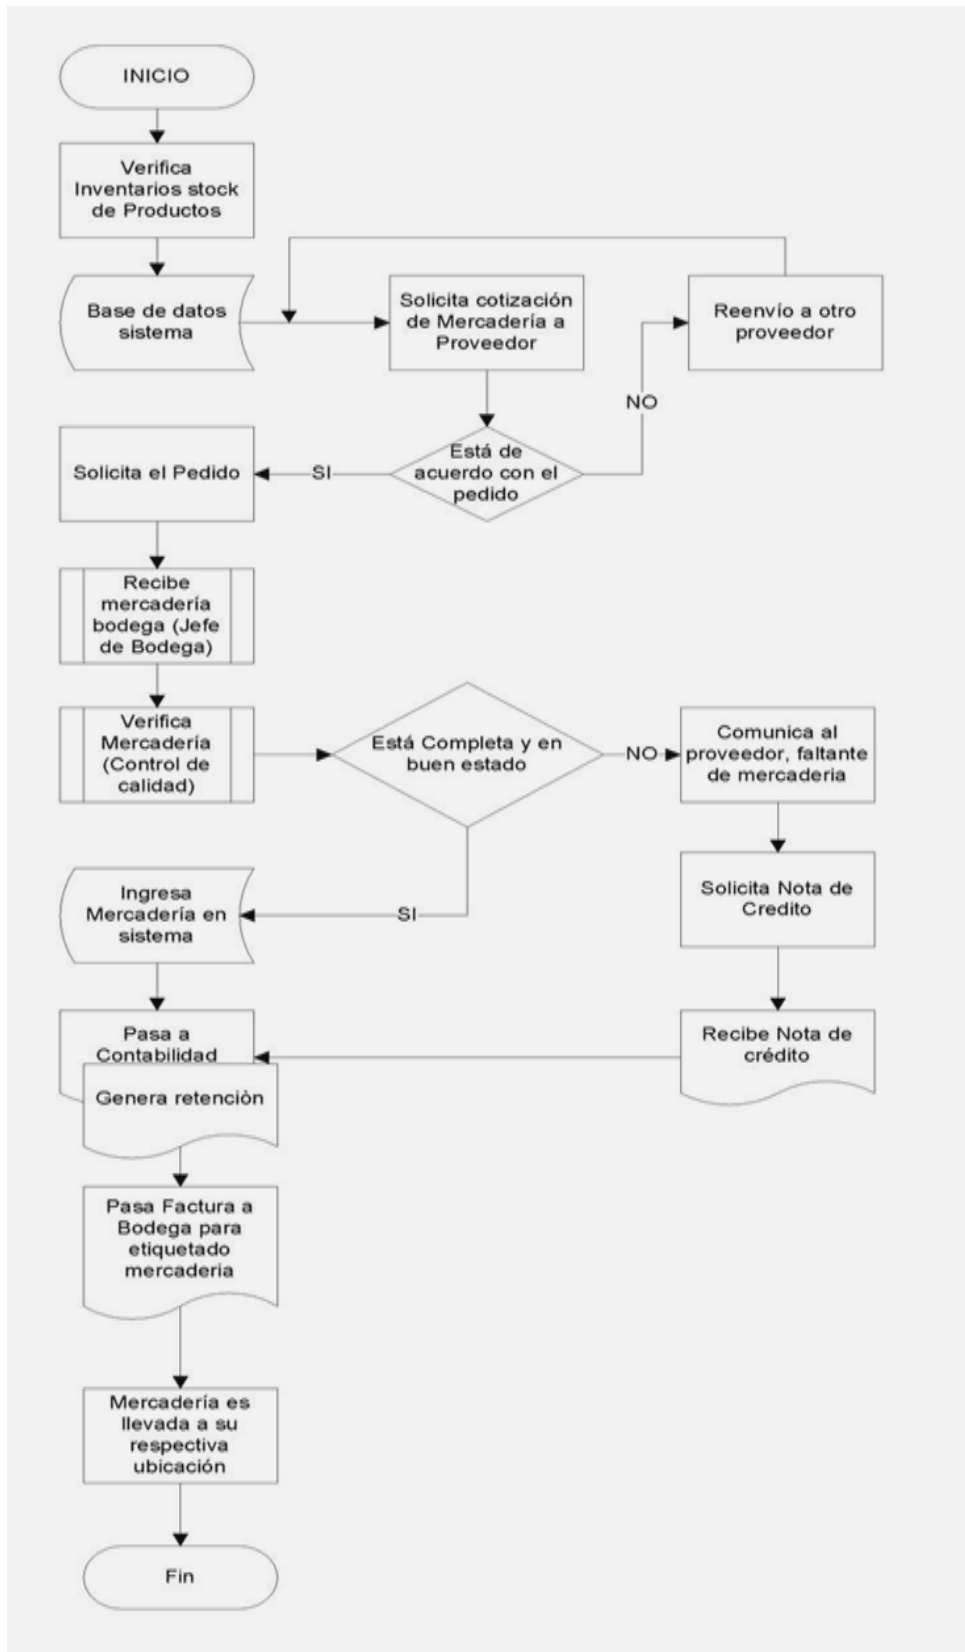 INICIO
Verifica
Inventarios stock
de Productos
Base de datos
sistema
Solicita cotización
de Mercadería a
Proveedor
Reenvío a otro
proveedor
NO
Está de
acuerdo con el
pedido
SI
Solicita el Pedido
Recibe
mercadería
bodega (Jefe
de Bodega)
Verifica
Mercadería
(Control de
calidad)
Está Completa y en
buen estado
NO
Comunica al
proveedor, faltante
de mercaderia
Solicita Nota de
Credito
SI
Ingresa
Mercadería en
sistema
Pasa a
Contabilidad
Recibe Nota de
crédito
Genera retenciòn
Pasa Factura a
Bodega para
etiquetado
mercaderia
Mercadería es
llevada a su
respectiva
ubicación
Fin